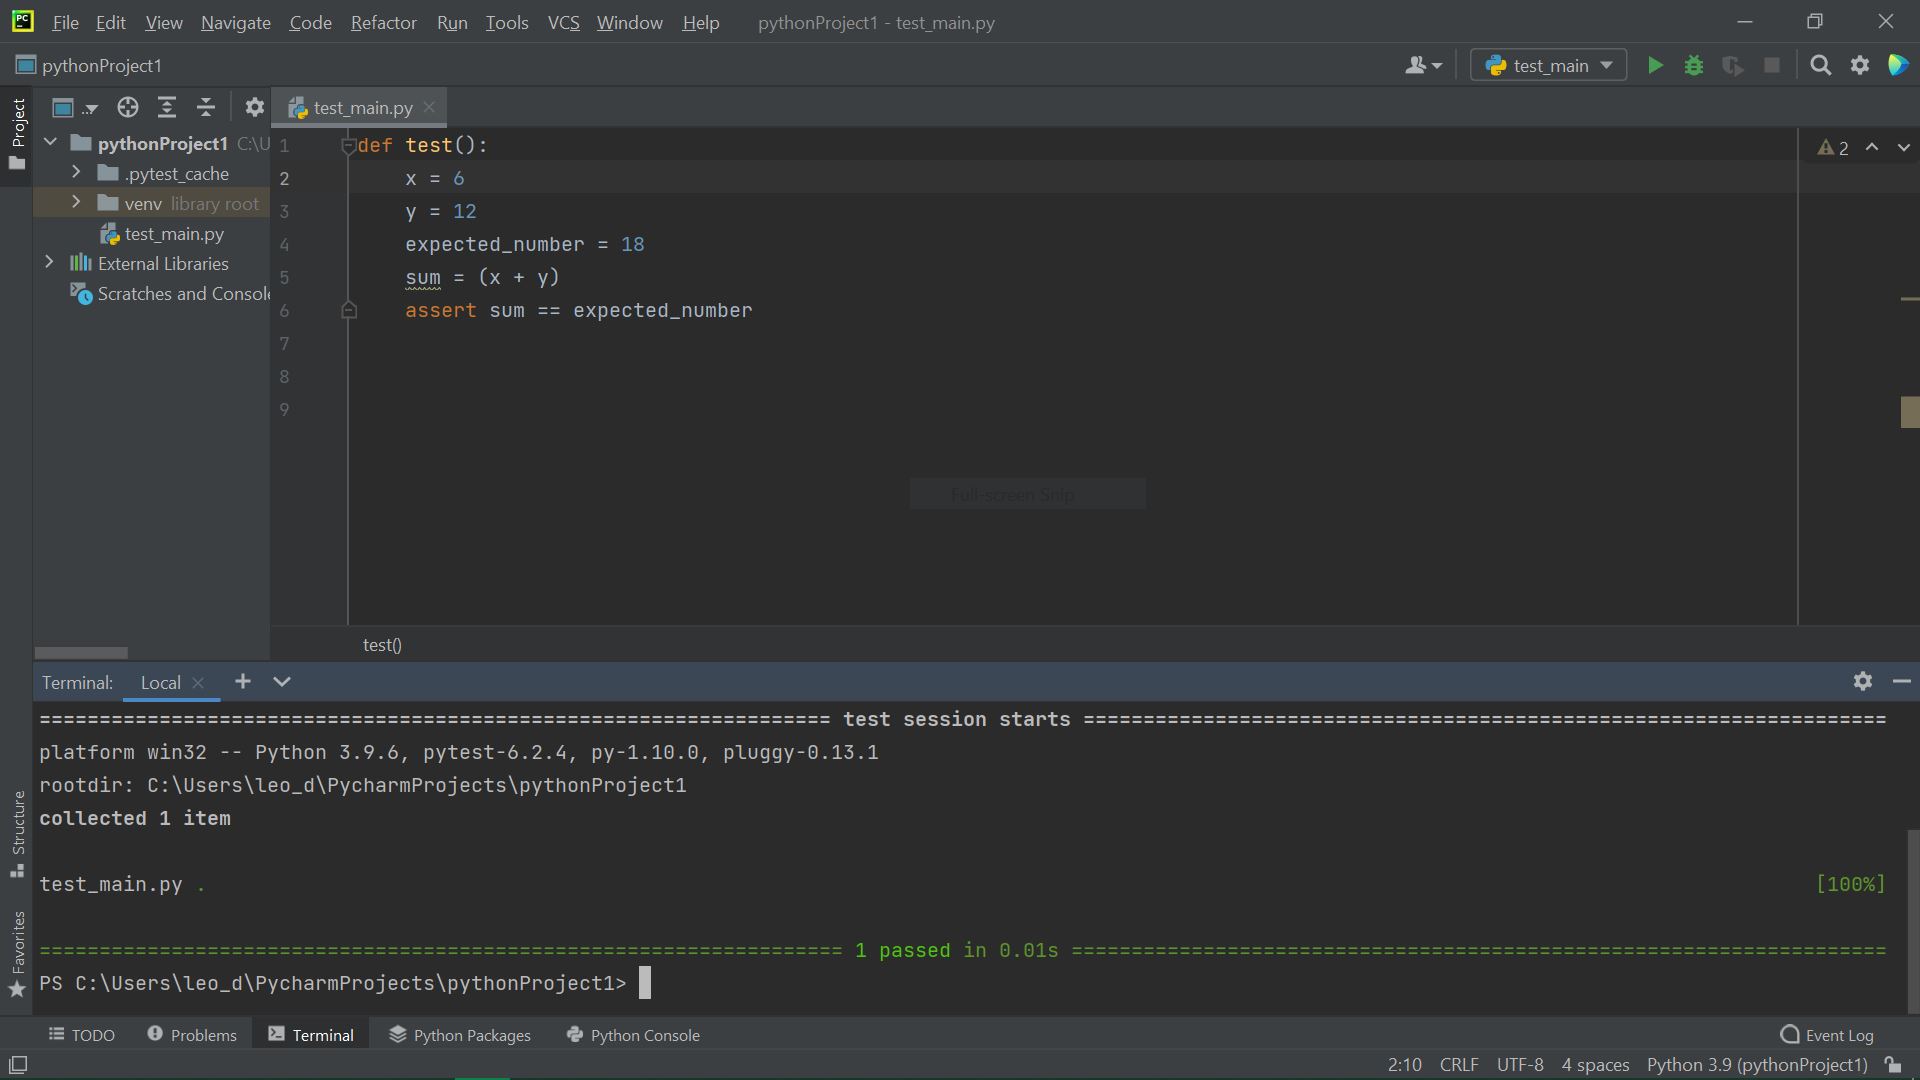 PC File Edit View Navigate Code Refactor Run Tools VCS Window Help pythonProject1 - test_main.py
pythonProject1 test_main
Project
test_main.py
pythonProject1 C:\U
.pytest_cache
venv library root
test_main.py
External Libraries
Scratches and Consol
1 def test():
2 x = 6
3 y = 12
4 expected_number = 18
5 sum = (x + y)
6 assert sum == expected_number
7
8
9
2
Full-screen Snip
test()
Terminal: Local
================================================================== test session starts ===================================================================
platform win32 -- Python 3.9.6, pytest-6.2.4, py-1.10.0, pluggy-0.13.1
rootdir: C:\Users\leo_d\PycharmProjects\pythonProject1
collected 1 item
test_main.py . [100%]
=================================================================== 1 passed in 0.01s ====================================================================
PS C:\Users\leo_d\PycharmProjects\pythonProject1>
Structure
Favorites
TODO Problems Terminal Python Packages Python Console Event Log
2:10 CRLF UTF-8 4 spaces Python 3.9 (pythonProject1)